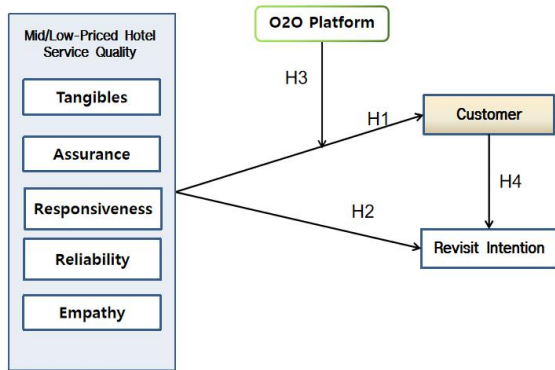 Mid/Low-Priced Hotel
Service Quality
Tangibles
Assurance
Responsiveness
Reliability
Empathy
O2O Platform
H3
H1
Customer
H4
H2
Revisit Intention